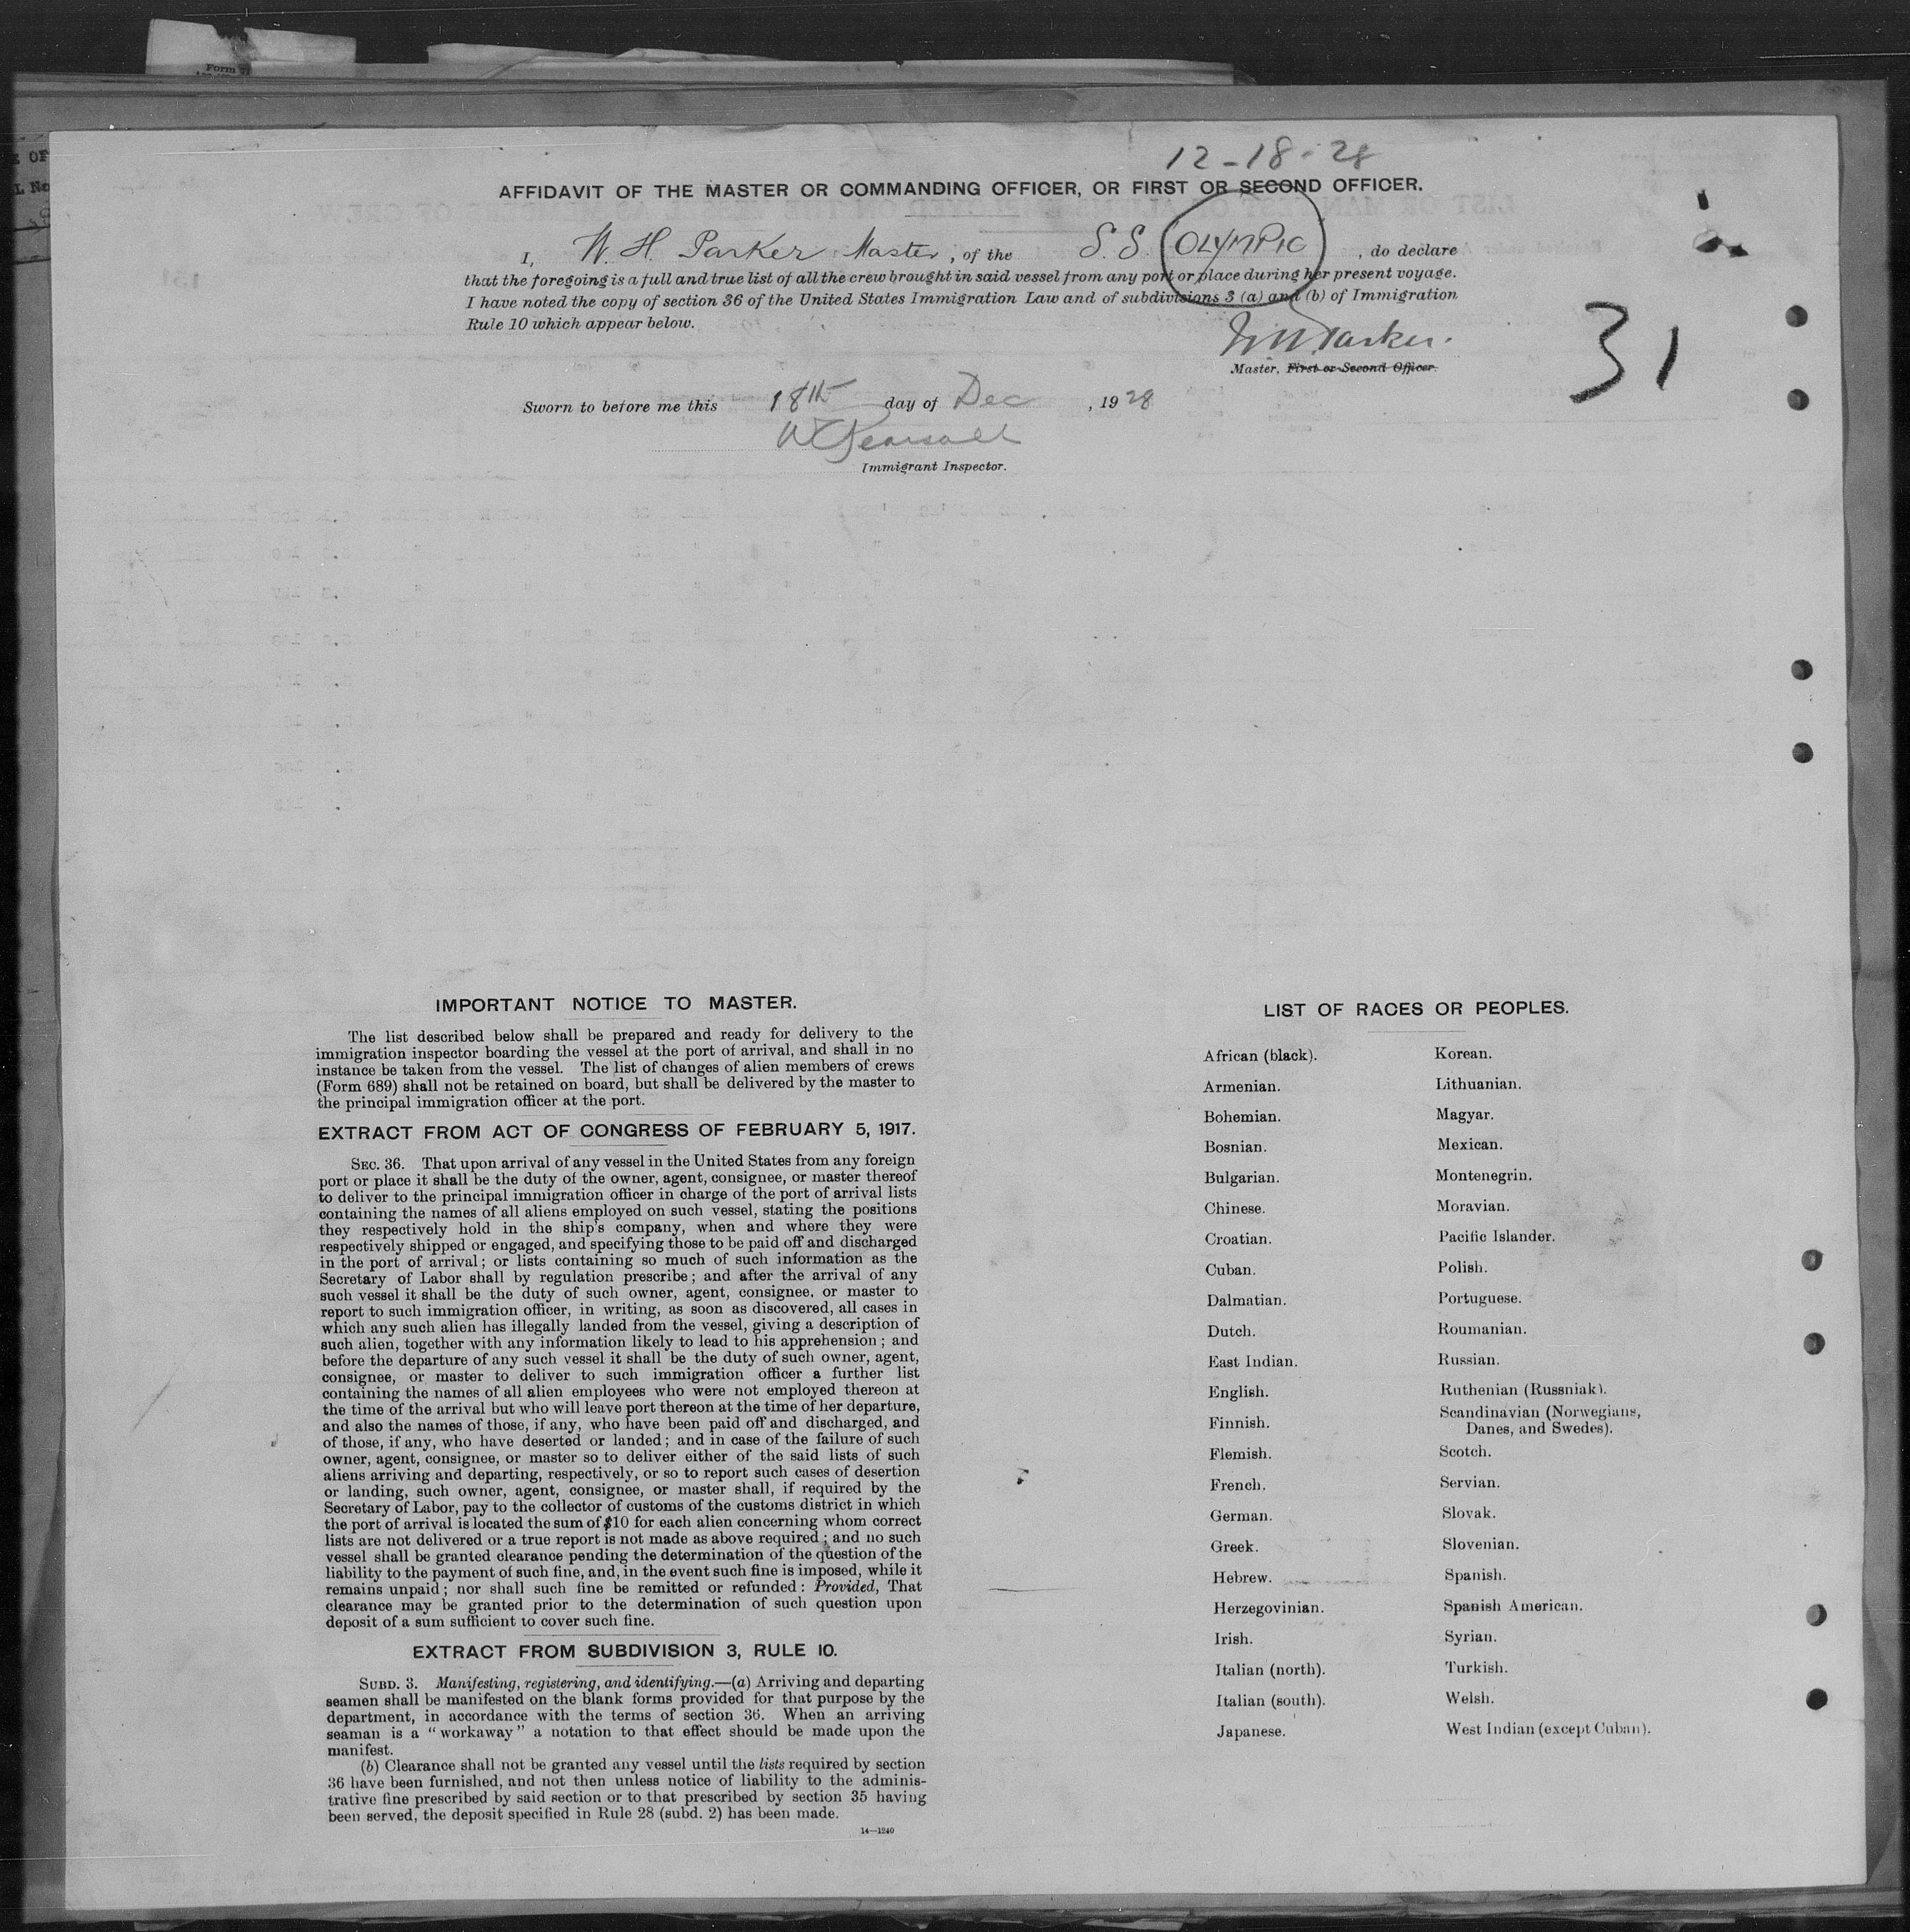 Form
12-18-28
AFFIDAVIT OF THE MASTER OR COMMANDING OFFICER, OR FIRST OR SECOND OFFICER.
I, W. H. Parker Master, of the S.S. OLYMPIC, do declare
that the foregoing is a full and true list of all the crew brought in said vessel from any port or place during her present voyage.
I have noted the copy of section 36 of the United States Immigration Law and of subdivisions 3 (a) and (b) of Immigration
Rule 10 which appear below.
W H Parker.
31
Master, First or Second Officer.
Sworn to before me this 18th day of Dec, 1928
Immigrant Inspector.
IMPORTANT NOTICE TO MASTER.
The list described below shall be prepared and ready for delivery to the
immigration inspector boarding the vessel at the port of arrival, and shall in no
instance be taken from the vessel. The list of changes of alien members of crews
(Form 689) shall not be retained on board, but shall be delivered by the master to
the principal immigration officer at the port.
EXTRACT FROM ACT OF CONGRESS OF FEBRUARY 5, 1917.
SEC. 36. That upon arrival of any vessel in the United States from any foreign
port or place it shall be the duty of the owner, agent, consignee, or master thereof
to deliver to the principal immigration officer in charge of the port of arrival lists
containing the names of all aliens employed on such vessel, stating the positions
they respectively hold in the ship's company, when and where they were
respectively shipped or engaged, and specifying those to be paid off and discharged
in the port of arrival; or lists containing so much of such information as the
Secretary of Labor shall by regulation prescribe; and after the arrival of any
such vessel it shall be the duty of such owner, agent, consignee, or master to
report to such immigration officer, in writing, as soon as discovered, all cases in
which any such alien has illegally landed from the vessel, giving a description of
such alien, together with any information likely to lead to his apprehension; and
before the departure of any such vessel it shall be the duty of such owner, agent,
consignee, or master to deliver to such immigration officer a further list
containing the names of all alien employees who were not employed thereon at
the time of the arrival but who will leave port thereon at the time of her departure,
and also the names of those, if any, who have been paid off and discharged, and
of those, if any, who have deserted or landed; and in case of the failure of such
owner, agent, consignee, or master so to deliver either of the said lists of such
aliens arriving and departing, respectively, or so to report such cases of desertion
or landing, such owner, agent, consignee, or master shall, if required by the
Secretary of Labor, pay to the collector of customs of the customs district in which
the port of arrival is located the sum of $10 for each alien concerning whom correct
lists are not delivered or a true report is not made as above required; and no such
vessel shall be granted clearance pending the determination of the question of the
liability to the payment of such fine, and, in the event such fine is imposed, while it
remains unpaid; nor shall such fine be remitted or refunded: Provided, That
clearance may be granted prior to the determination of such question upon
deposit of a sum sufficient to cover such fine.
EXTRACT FROM SUBDIVISION 3, RULE 10.
SUBD. 3. Manifesting, registering, and identifying.—(a) Arriving and departing
seamen shall be manifested on the blank forms provided for that purpose by the
department, in accordance with the terms of section 36. When an arriving
seaman is a "workaway" a notation to that effect should be made upon the
manifest.
(b) Clearance shall not be granted any vessel until the lists required by section
36 have been furnished, and not then unless notice of liability to the adminis-
trative fine prescribed by said section or to that prescribed by section 35 having
been served, the deposit specified in Rule 28 (subd. 2) has been made.
14—1240
LIST OF RACES OR PEOPLES.
African (black).
Armenian.
Bohemian.
Bosnian.
Bulgarian.
Chinese.
Croatian.
Cuban.
Dalmatian.
Dutch.
East Indian.
English.
Finnish.
Flemish.
French.
German.
Greek.
Hebrew.
Herzegovinian.
Irish.
Italian (north).
Italian (south).
Japanese.
Korean.
Lithuanian.
Magyar.
Mexican.
Montenegrin.
Moravian.
Pacific Islander.
Polish.
Portuguese.
Roumanian.
Russian.
Ruthenian (Russniak).
Scandinavian (Norwegians,
Danes, and Swedes).
Scotch.
Servian.
Slovak.
Slovenian.
Spanish.
Spanish American.
Syrian.
Turkish.
Welsh.
West Indian (except Cuban).